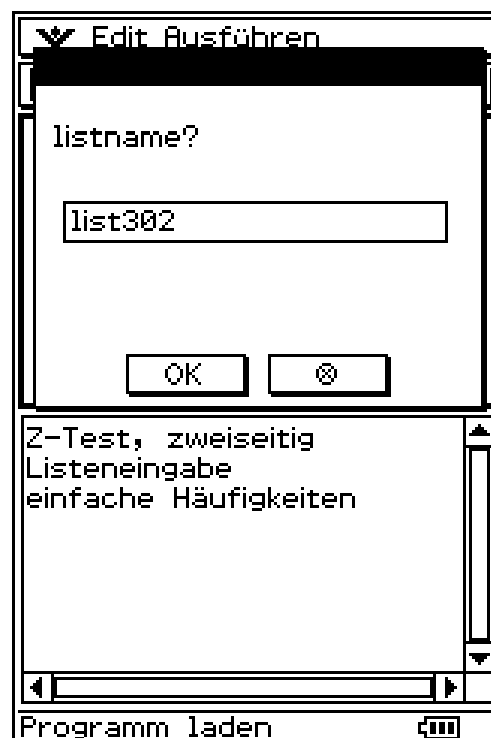 Edit Ausführen
listname?
list302
OK
Z-Test, zweiseitig
Listeneingabe
einfache Häufigkeiten
Programm laden